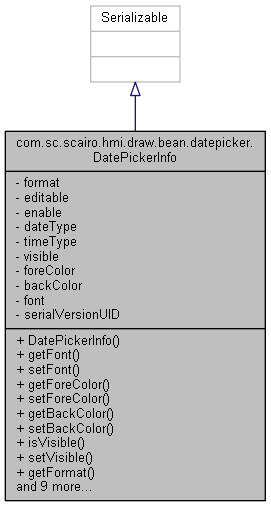 Serializable
com.sc.scairo.hmi.draw.bean.datepicker.
DatePickerInfo
- format
- editable
- enable
- dateType
- timeType
- visible
- foreColor
- backColor
- font
- serialVersionUID
+ DatePickerInfo()
+ getFont()
+ setFont()
+ getForeColor()
+ setForeColor()
+ getBackColor()
+ setBackColor()
+ isVisible()
+ setVisible()
+ getFormat()
and 9 more...